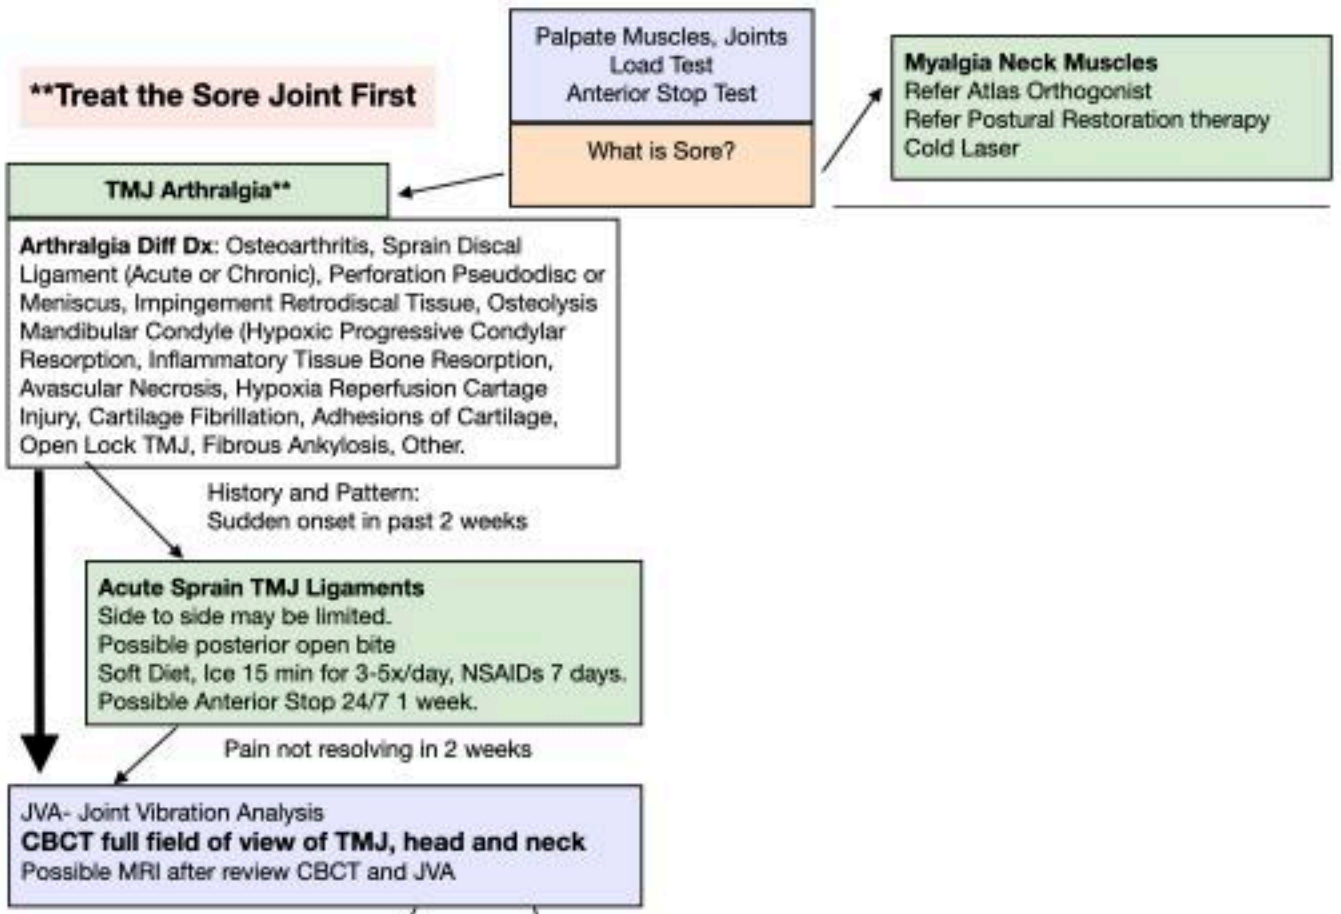 Palpate Muscles, Joints
Load Test
Anterior Stop Test
What is Sore?
**Treat the Sore Joint First
Myalgia Neck Muscles
Refer Atlas Orthogonist
Refer Postural Restoration therapy
Cold Laser
TMJ Arthralgia**
Arthralgia Diff Dx: Osteoarthritis, Sprain Discal
Ligament (Acute or Chronic), Perforation Pseudodisc or
Meniscus, Impingement Retrodiscal Tissue, Osteolysis
Mandibular Condyle (Hypoxic Progressive Condylar
Resorption, Inflammatory Tissue Bone Resorption,
Avascular Necrosis, Hypoxia Reperfusion Cartage
Injury, Cartilage Fibrillation, Adhesions of Cartilage,
Open Lock TMJ, Fibrous Ankylosis, Other.
History and Pattern:
Sudden onset in past 2 weeks
Acute Sprain TMJ Ligaments
Side to side may be limited.
Possible posterior open bite
Soft Diet, Ice 15 min for 3-5x/day, NSAIDs 7 days.
Possible Anterior Stop 24/7 1 week.
Pain not resolving in 2 weeks
JVA- Joint Vibration Analysis
CBCT full field of view of TMJ, head and neck
Possible MRI after review CBCT and JVA